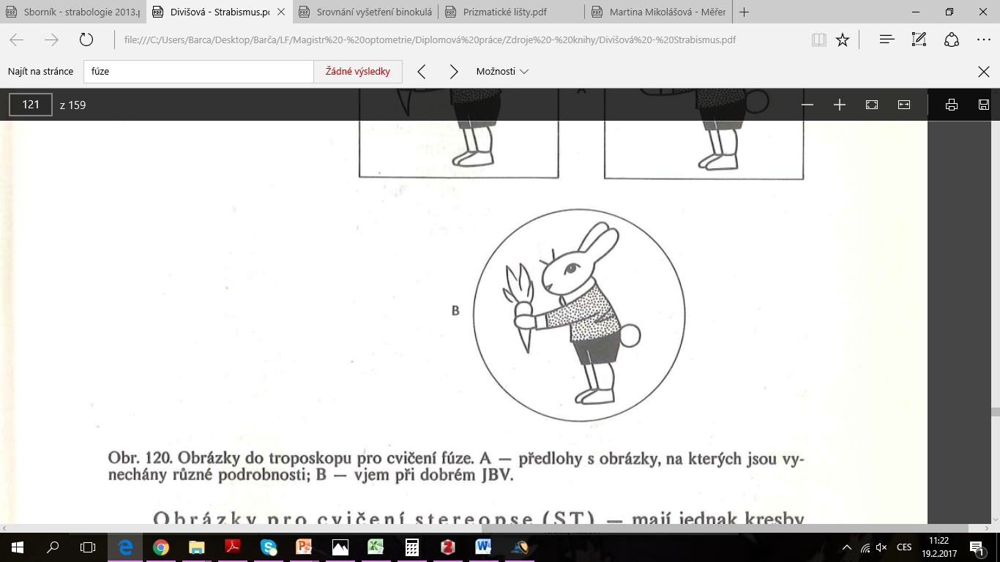 Sborník - strabologie 2013.p
Divišová - Strabismus.pd
Srovnání vyšetření binokulá
Prizmatické lišty.pdf
Martina Mikolášová - Měřen
file:///C:/Users/Barca/Desktop/Barča/LF/Magistr%20-%20optometrie/Diplomová%20práce/Zdroje%20-%20knihy/Divišová%20-%20Strabismus.pdf
Najít na stránce
fúze
Žádné výsledky
Možnosti
121 z 159
A
B
Obr. 120. Obrázky do troposkopu pro cvičení fúze. A — předlohy s obrázky, na kterých jsou vy-
nechány různé podrobnosti; B — vjem při dobrém JBV.
Obrázky pro cvičení stereopse (ST) — mají jednak kresby
CES
11:22
19.2.2017
1